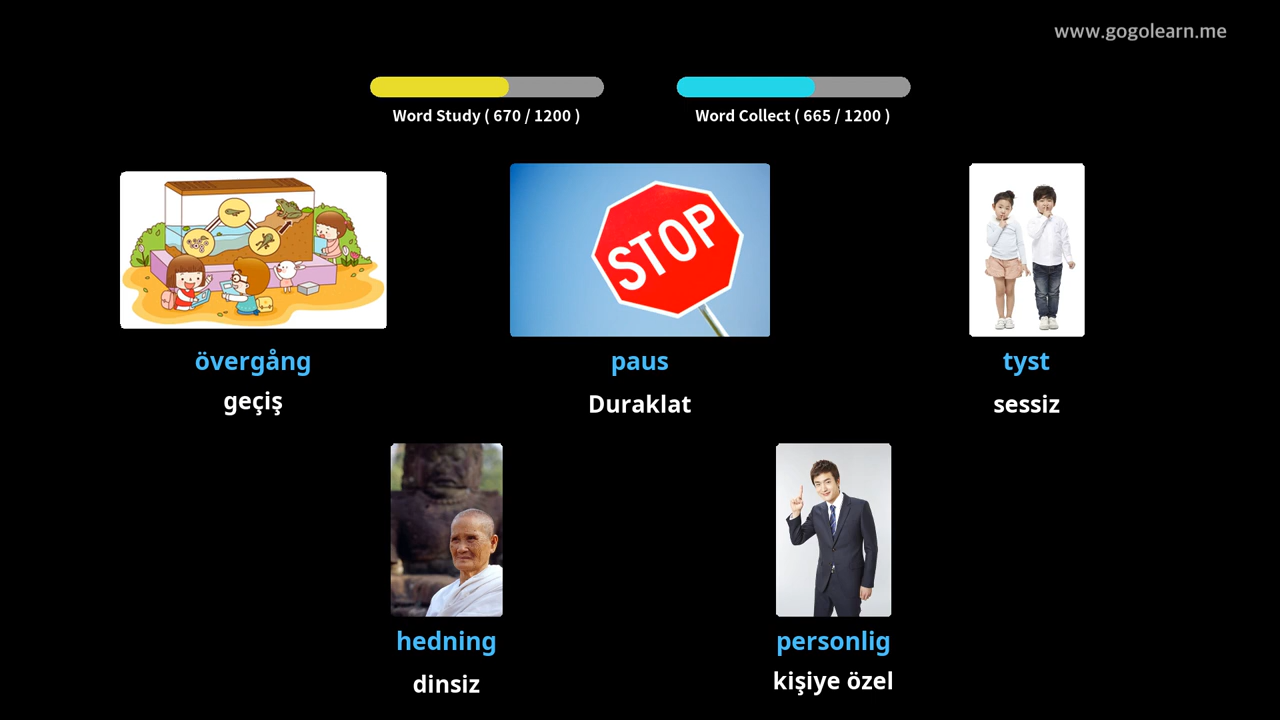 www.gogolearn.me
Word Study ( 670 / 1200 )
Word Collect ( 665 / 1200 )
STOP
övergång
paus
tyst
geçiş
Duraklat
sessiz
hedning
personlig
dinsiz
kişiye özel